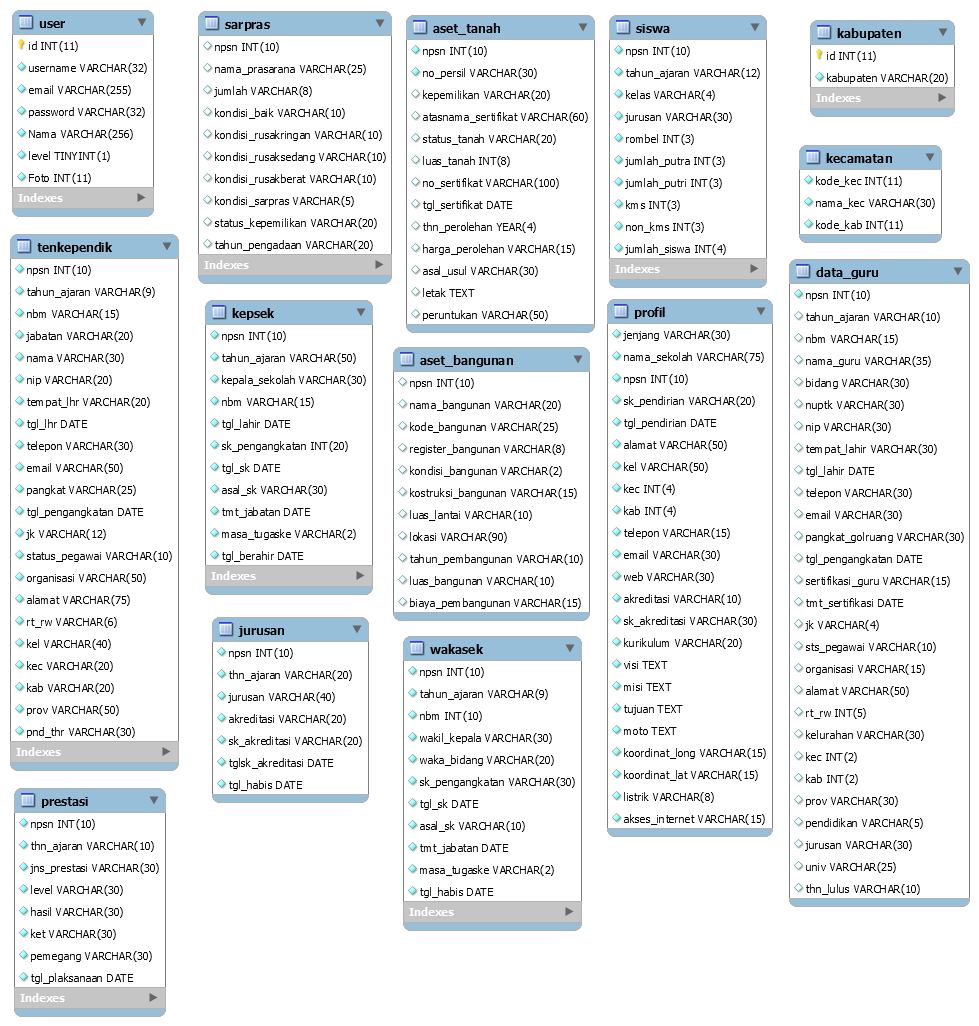 user
id INT(11)
username VARCHAR(32)
email VARCHAR(255)
password VARCHAR(32)
Nama VARCHAR(256)
level TINYINT(1)
Foto INT(11)
Indexes
sarpras
npsn INT(10)
nama_prasarana VARCHAR(25)
jumlah VARCHAR(8)
kondisi_baik VARCHAR(10)
kondisi_rusakringan VARCHAR(10)
kondisi_rusaksedang VARCHAR(10)
kondisi_rusakberat VARCHAR(10)
kondisi_sarpras VARCHAR(5)
status_kepemilikan VARCHAR(20)
tahun_pengadaan VARCHAR(20)
Indexes
aset_tanah
npsn INT(10)
no_persil VARCHAR(30)
kepemilikan VARCHAR(20)
atasnama_sertifikat VARCHAR(60)
status_tanah VARCHAR(20)
luas_tanah INT(8)
no_sertifikat VARCHAR(100)
tgl_sertifikat DATE
thn_perolehan YEAR(4)
harga_perolehan VARCHAR(15)
asal_usul VARCHAR(30)
letak TEXT
peruntukan VARCHAR(50)
siswa
npsn INT(10)
tahun_ajaran VARCHAR(12)
kelas VARCHAR(4)
jurusan VARCHAR(30)
rombel INT(3)
jumlah_putra INT(3)
jumlah_putri INT(3)
kms INT(3)
non_kms INT(3)
jumlah_siswa INT(4)
Indexes
kabupaten
id INT(11)
kabupaten VARCHAR(20)
Indexes
kecamatan
kode_kec INT(11)
nama_kec VARCHAR(30)
kode_kab INT(11)
tenkependik
npsn INT(10)
tahun_ajaran VARCHAR(9)
nbm VARCHAR(15)
jabatan VARCHAR(20)
nama VARCHAR(30)
nip VARCHAR(20)
tempat_lhr VARCHAR(20)
tgl_lhr DATE
telepon VARCHAR(30)
email VARCHAR(50)
pangkat VARCHAR(25)
tgl_pengangkatan DATE
jk VARCHAR(12)
status_pegawai VARCHAR(10)
organisasi VARCHAR(50)
alamat VARCHAR(75)
rt_rw VARCHAR(6)
kel VARCHAR(40)
kec VARCHAR(20)
kab VARCHAR(20)
prov VARCHAR(50)
pnd_thr VARCHAR(30)
Indexes
kepsek
npsn INT(10)
tahun_ajaran VARCHAR(50)
kepala_sekolah VARCHAR(30)
nbm VARCHAR(15)
tgl_lahir DATE
sk_pengangkatan INT(20)
tgl_sk DATE
asal_sk VARCHAR(30)
tmt_jabatan DATE
masa_tugaske VARCHAR(2)
tgl_berahir DATE
Indexes
aset_bangunan
npsn INT(10)
nama_bangunan VARCHAR(20)
kode_bangunan VARCHAR(25)
register_bangunan VARCHAR(8)
kondisi_bangunan VARCHAR(2)
kostruksi_bangunan VARCHAR(15)
luas_lantai VARCHAR(10)
lokasi VARCHAR(90)
tahun_pembangunan VARCHAR(10)
luas_bangunan VARCHAR(10)
biaya_pembangunan VARCHAR(15)
profil
jenjang VARCHAR(30)
nama_sekolah VARCHAR(75)
npsn INT(10)
sk_pendirian VARCHAR(20)
tgl_pendirian DATE
alamat VARCHAR(50)
kel VARCHAR(50)
kec INT(4)
kab INT(4)
telepon VARCHAR(15)
email VARCHAR(30)
web VARCHAR(30)
akreditasi VARCHAR(10)
sk_akreditasi VARCHAR(30)
kurikulum VARCHAR(20)
visi TEXT
misi TEXT
tujuan TEXT
moto TEXT
koordinat_long VARCHAR(15)
koordinat_lat VARCHAR(15)
listrik VARCHAR(8)
akses_internet VARCHAR(15)
data_guru
npsn INT(10)
tahun_ajaran VARCHAR(10)
nbm VARCHAR(15)
nama_guru VARCHAR(35)
bidang VARCHAR(30)
nuptk VARCHAR(30)
nip VARCHAR(30)
tempat_lahir VARCHAR(30)
tgl_lahir DATE
telepon VARCHAR(30)
email VARCHAR(30)
pangkat_golruang VARCHAR(30)
tgl_pengangkatan DATE
sertifikasi_guru VARCHAR(15)
tmt_sertifikasi DATE
jk VARCHAR(4)
sts_pegawai VARCHAR(10)
organisasi VARCHAR(15)
alamat VARCHAR(50)
rt_rw INT(5)
kelurahan VARCHAR(30)
kec INT(2)
kab INT(2)
prov VARCHAR(30)
pendidikan VARCHAR(5)
jurusan VARCHAR(30)
univ VARCHAR(25)
thn_lulus VARCHAR(10)
jurusan
npsn INT(10)
thn_ajaran VARCHAR(20)
jurusan VARCHAR(40)
akreditasi VARCHAR(20)
sk_akreditasi VARCHAR(20)
tglsk_akreditasi DATE
tgl_habis DATE
wakasek
npsn INT(10)
tahun_ajaran VARCHAR(9)
nbm INT(10)
wakil_kepala VARCHAR(30)
waka_bidang VARCHAR(20)
sk_pengangkatan VARCHAR(30)
tgl_sk DATE
asal_sk VARCHAR(10)
tmt_jabatan DATE
masa_tugaske VARCHAR(2)
tgl_habis DATE
Indexes
prestasi
npsn INT(10)
thn_ajaran VARCHAR(10)
jns_prestasi VARCHAR(30)
level VARCHAR(30)
hasil VARCHAR(30)
ket VARCHAR(30)
pemegang VARCHAR(30)
tgl_plaksanaan DATE
Indexes